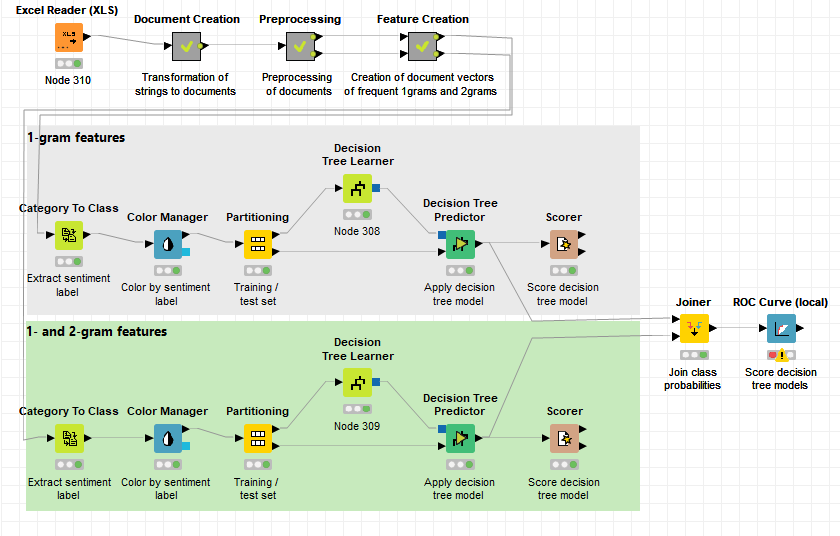 Excel Reader (XLS)
XLS
Node 310
Document Creation
Transformation of
strings to documents
Preprocessing
Preprocessing
of documents
Feature Creation
Creation of document vectors
of frequent 1grams and 2grams
1-gram features
Category To Class
Extract sentiment
label
Color Manager
Color by sentiment
label
Partitioning
Training /
test set
Decision
Tree Learner
Node 308
Decision Tree
Predictor
Apply decision
tree model
Scorer
Score decision
tree model
1- and 2-gram features
Category To Class
Extract sentiment
label
Color Manager
Color by sentiment
label
Partitioning
Training /
test set
Decision
Tree Learner
Node 309
Decision Tree
Predictor
Apply decision
tree model
Scorer
Score decision
tree model
Joiner
Join class
probabilities
ROC Curve (local)
Score decision
tree models